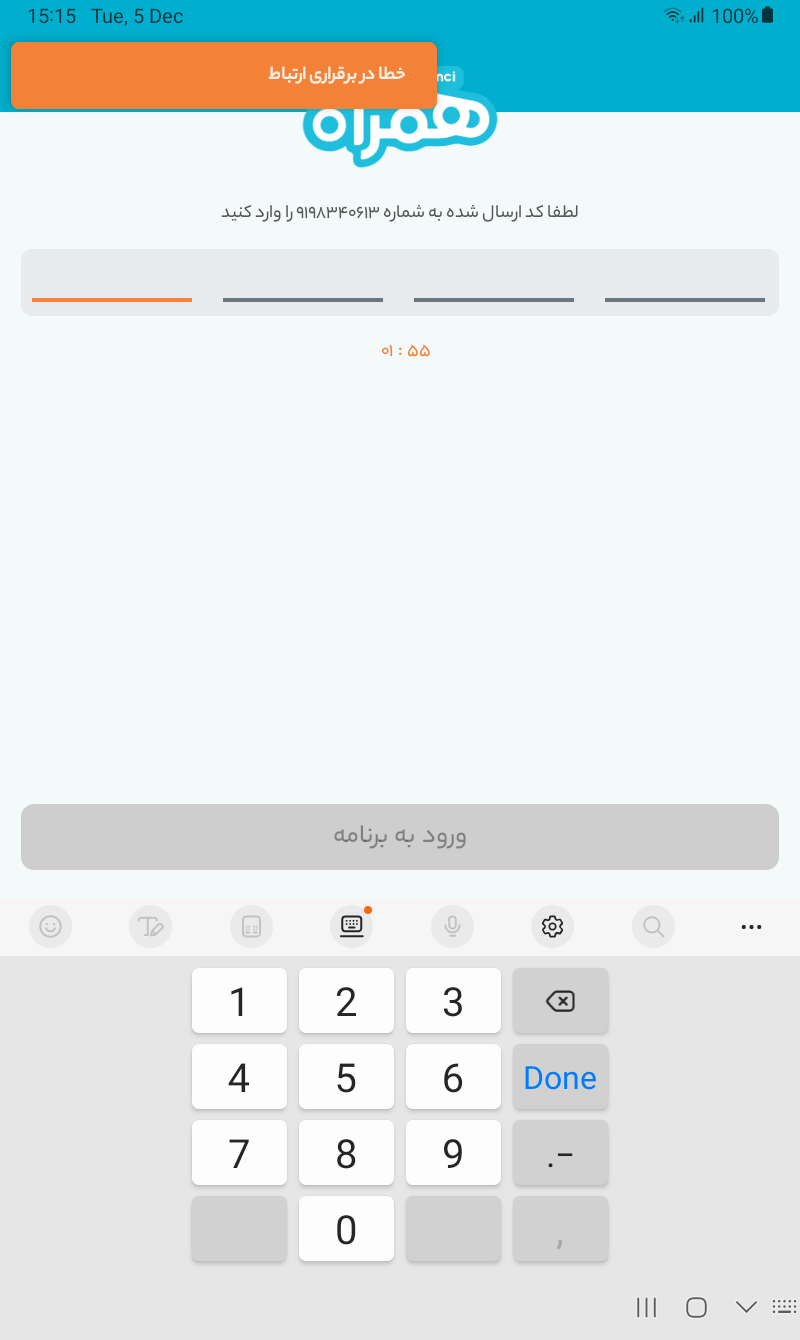 15:15 Tue, 5 Dec 100%
خطا در برقراری ارتباط
mci
همراه
لطفا کد ارسال شده به شماره ۹۱۹۸۳۴۰۶۱۳ را وارد کنید
۰۱ : ۵۵
ورود به برنامه
1 2 3
4 5 6 Done
7 8 9 .-
0 ,